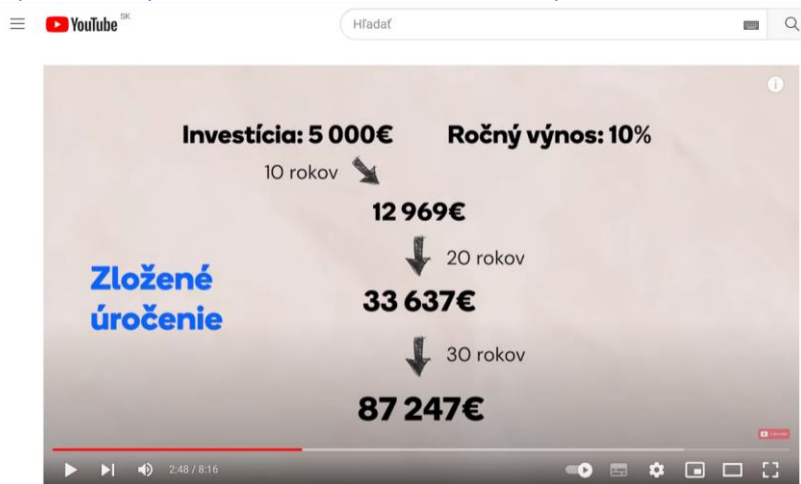 YouTube SK
Hľadať
Investícia: 5 000€ Ročný výnos: 10%
10 rokov
12 969€
20 rokov
Zložené
úročenie
33 637€
30 rokov
87 247€
2:48 / 8:16